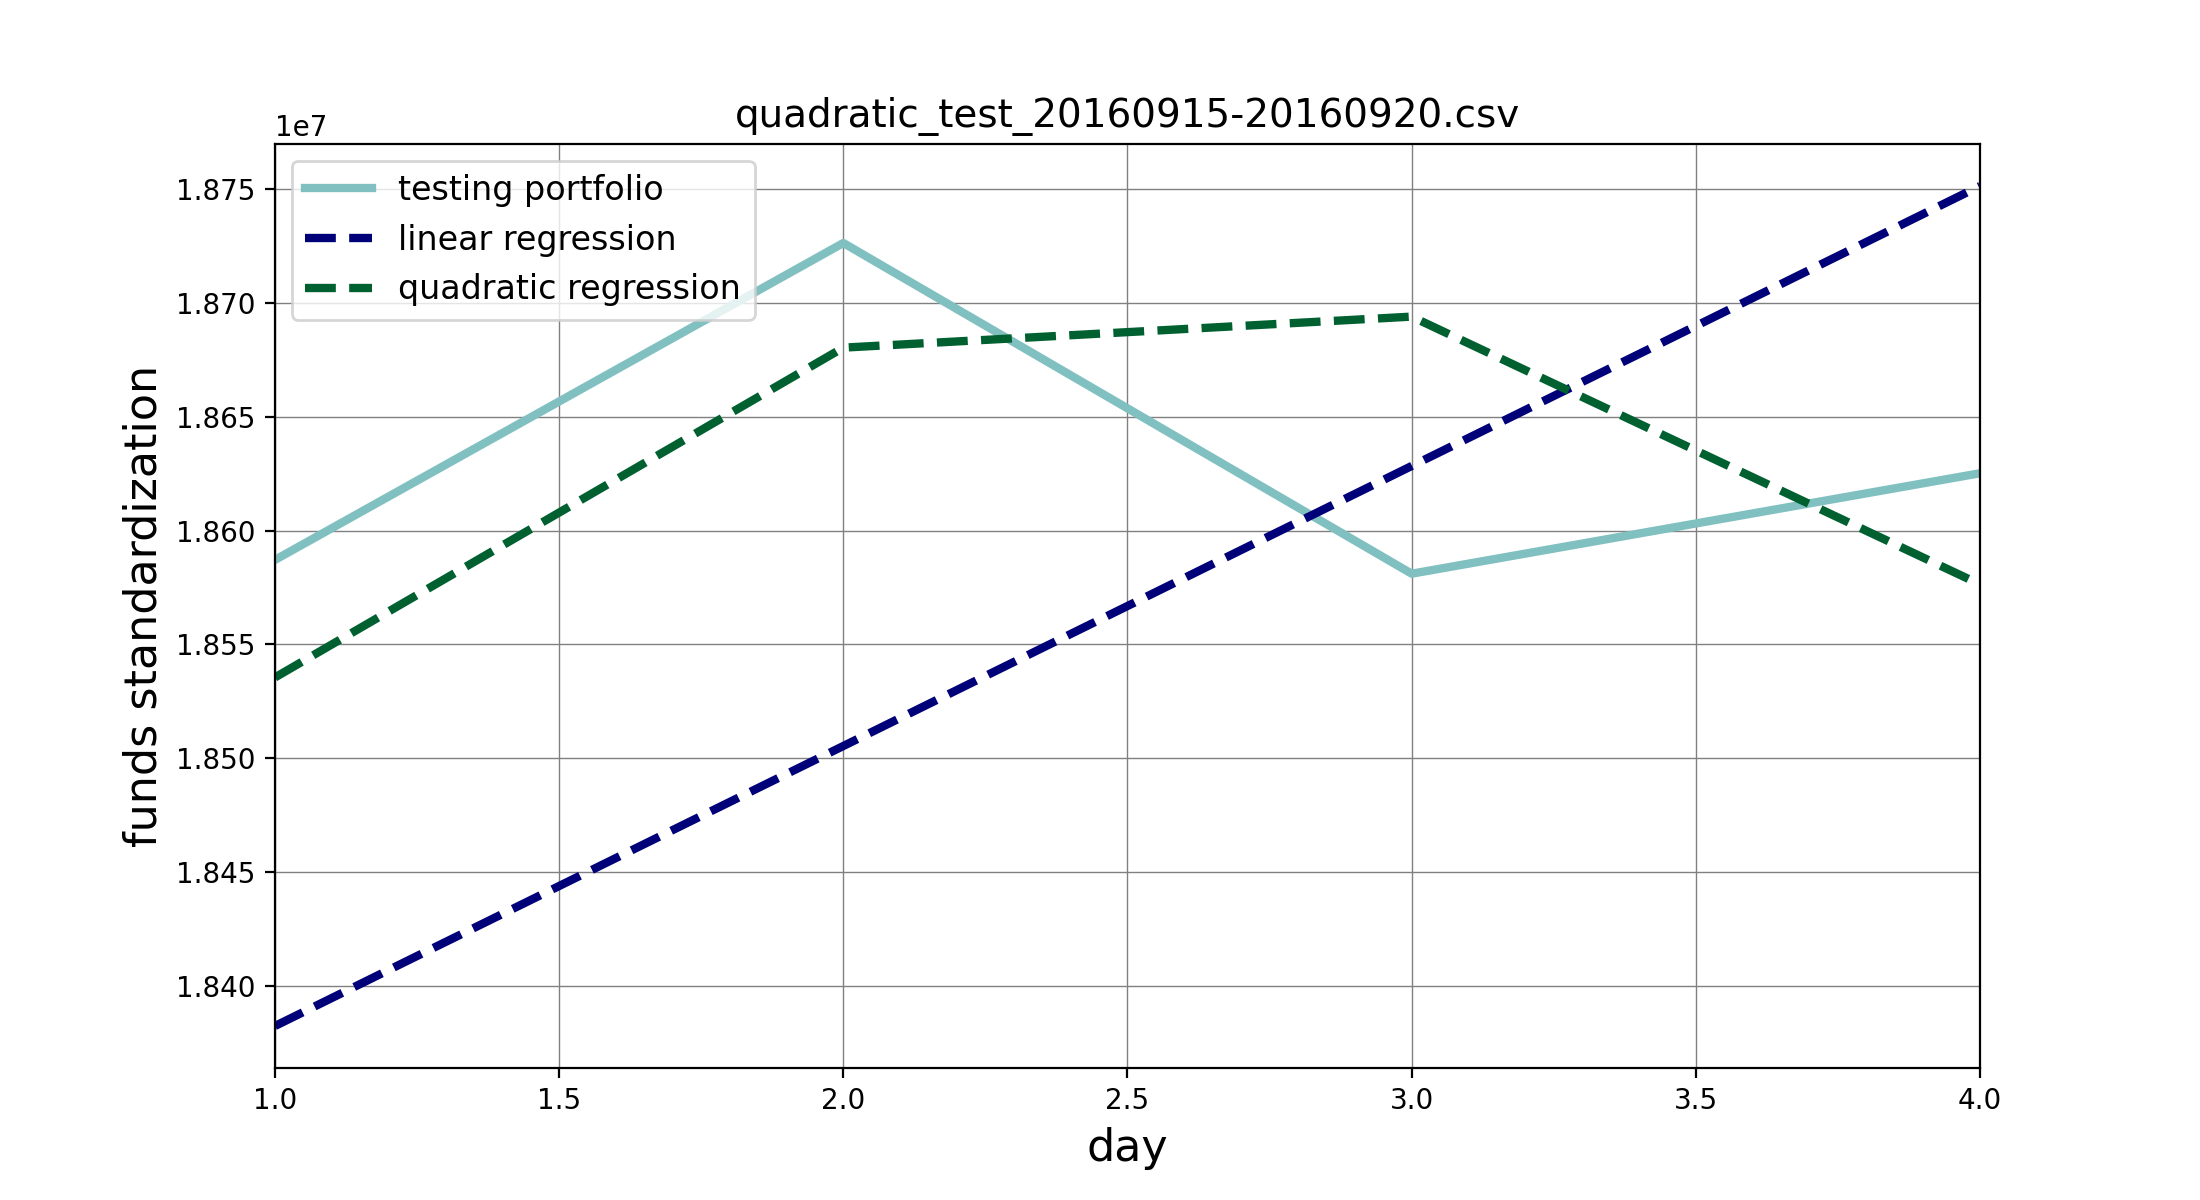 quadratic_test_20160915-20160920.csv
1e7
testing portfolio
linear regression
quadratic regression
1.875
1.870
1.865
1.860
1.855
1.850
1.845
1.840
funds standardization
1.0 1.5 2.0 2.5 3.0 3.5 4.0
day